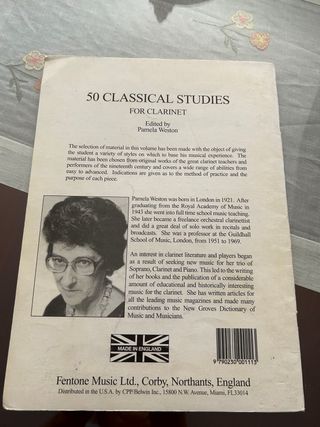 50 CLASSICAL STUDIES
FOR CLARINET
Edited by
Pamela Weston
The selection of material in this volume has been made with the object of giving
the student a variety of styles on which to base his musical experience. The
material has been chosen from original works of the great clarinet teachers and
performers of the nineteenth century and covers a wide range of abilities from
easy to advanced. Indications are given as to the method of practice and the
purpose of each piece.
Pamela Weston was born in London in 1921. After
graduating from the Royal Academy of Music in
1945 she went into full time school music teaching.
She later became a freelance orchestral clarinettist
and did a great deal of solo work in recitals and
broadcasts. She was a professor at the Guildhall
School of Music, London, from 1951 to 1969.
An interest in clarinet literature and players began
as a result of seeking new music for her trio of
Soprano, Clarinet and Piano. This led to the writing
of her books and the publication of a considerable
amount of educational and historically interesting
music for the clarinet. She has written articles for
all the leading music magazines and made many
contributions to the New Groves Dictionary of
Music and Musicians.
MADE IN ENGLAND
9 790230 001113
Fentone Music Ltd., Corby, Northants, England
Distributed in the U.S.A. by CPP/Belwin Inc., 15800 N.W. Avenue, Miami, FL33014